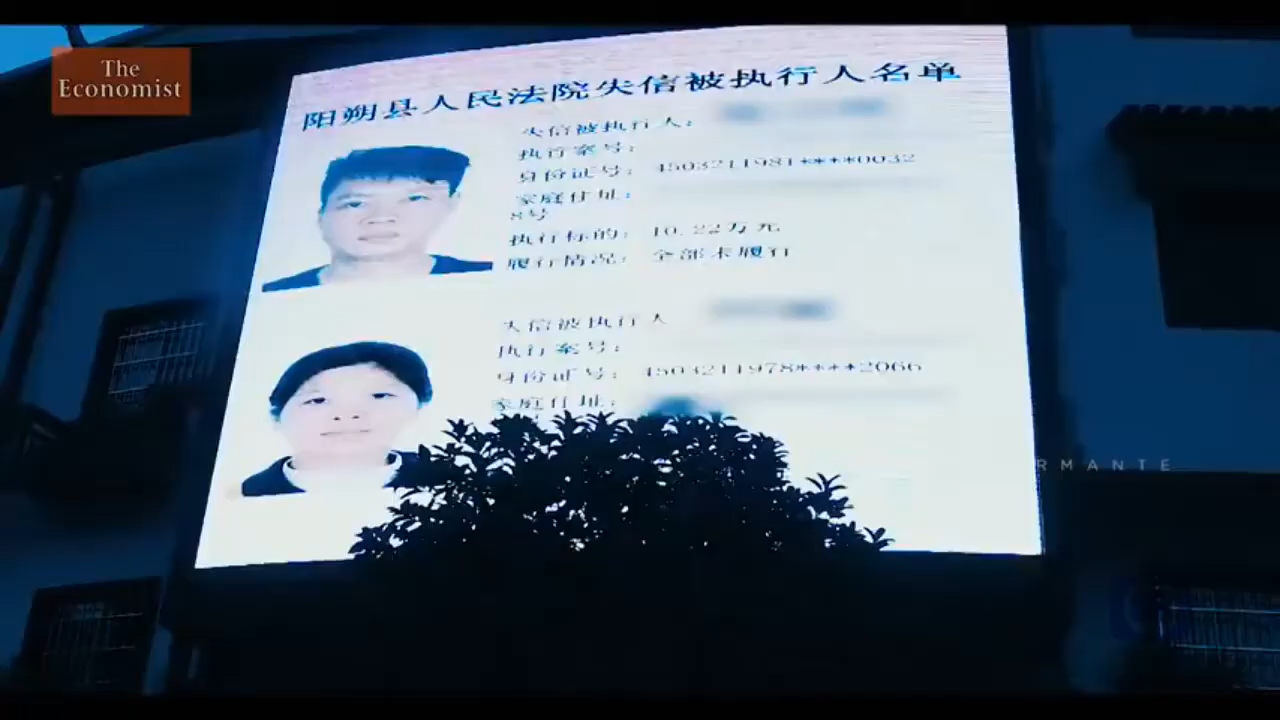 The
Economist
阳朔县人民法院失信被执行人名单
失信被执行人：
执行案号：
身份证号： 4503211981****0032
家庭住址：
8号
执行标的： 10.22万元
履行情况： 全部未履行
失信被执行人
执行案号：
身份证号： 4503211978****2066
家庭住址：
RMANTE